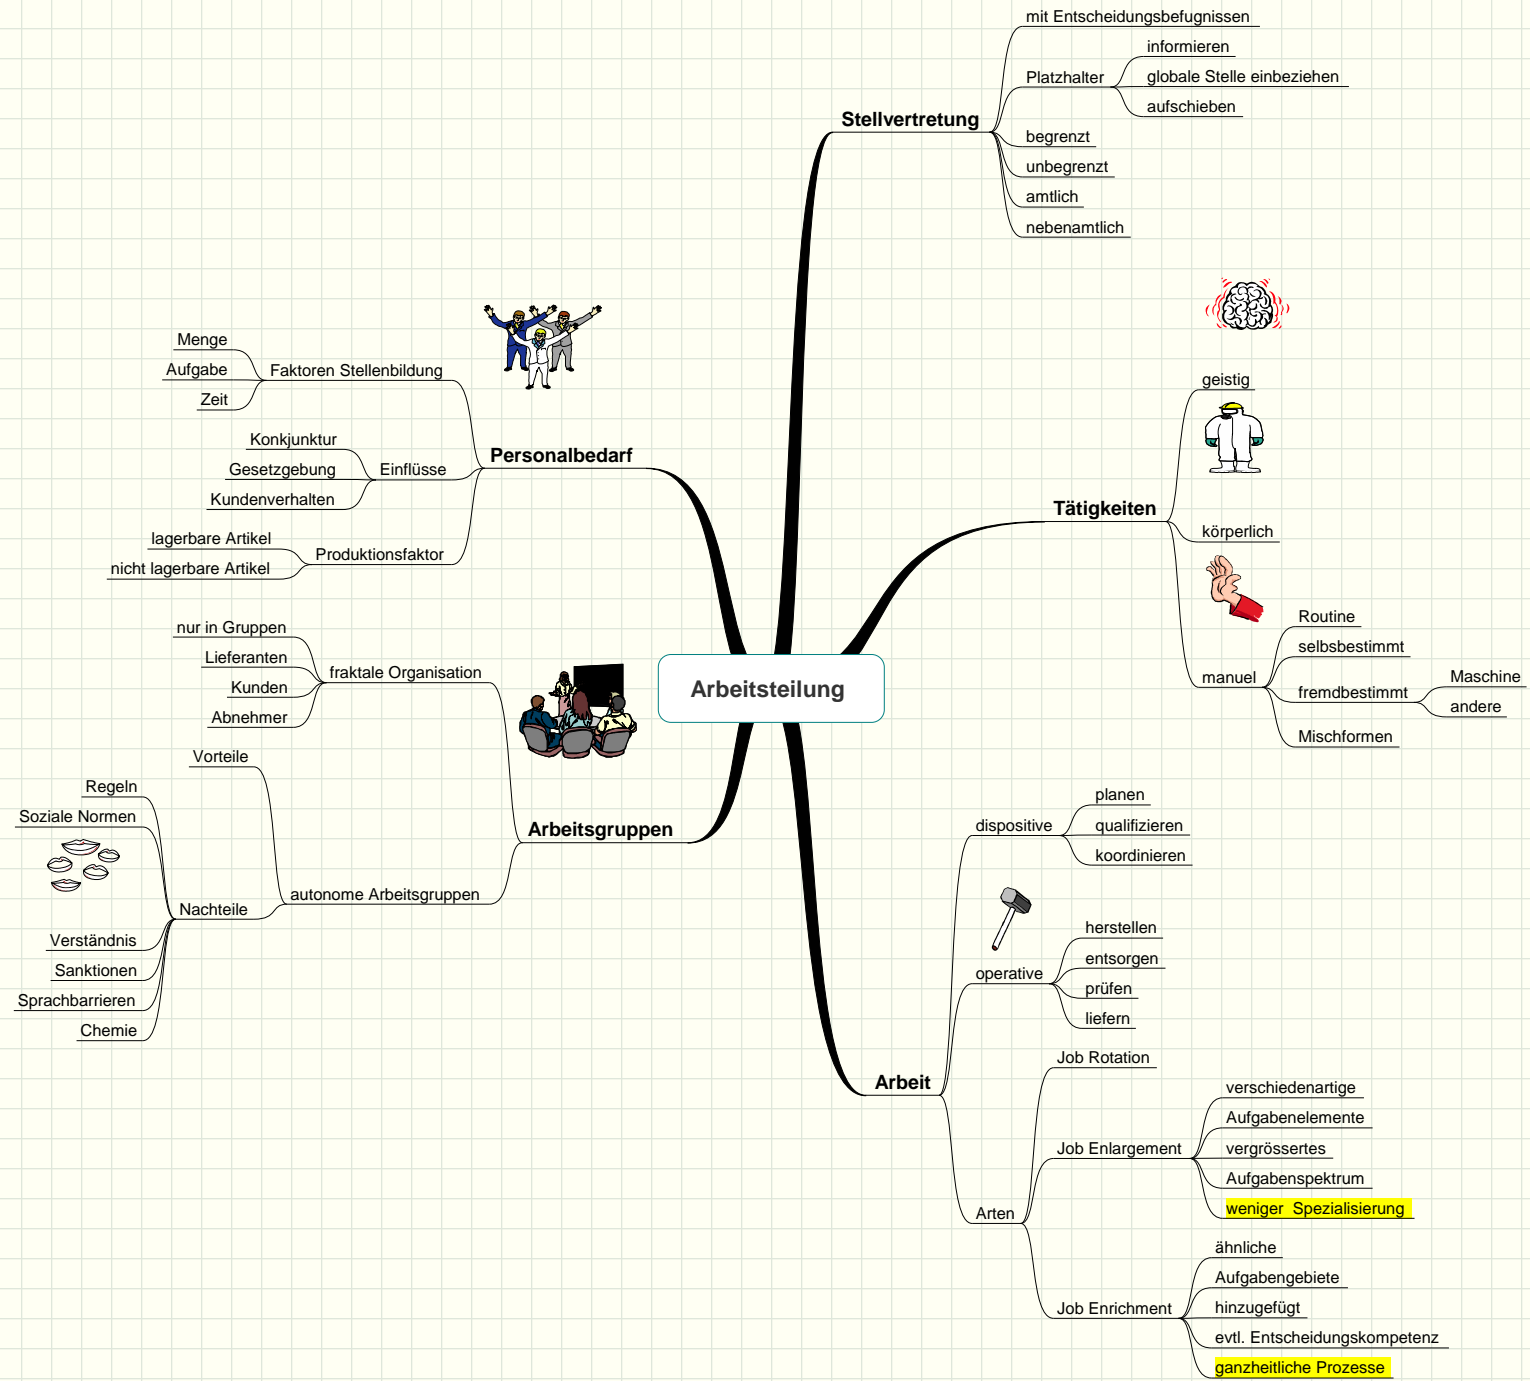 Arbeitsteilung
Stellvertretung
mit Entscheidungsbefugnissen
Platzhalter
informieren
globale Stelle einbeziehen
aufschieben
begrenzt
unbegrenzt
amtlich
nebenamtlich
Tätigkeiten
geistig
körperlich
manuel
Routine
selbsbestimmt
fremdbestimmt
Maschine
andere
Mischformen
Arbeit
dispositive
planen
qualifizieren
koordinieren
operative
herstellen
entsorgen
prüfen
liefern
Arten
Job Rotation
Job Enlargement
verschiedenartige
Aufgabenelemente
vergrössertes
Aufgabenspektrum
weniger  Spezialisierung
Job Enrichment
ähnliche
Aufgabengebiete
hinzugefügt
evtl. Entscheidungskompetenz
ganzheitliche Prozesse
Personalbedarf
Faktoren Stellenbildung
Menge
Aufgabe
Zeit
Einflüsse
Konkjunktur
Gesetzgebung
Kundenverhalten
Produktionsfaktor
lagerbare Artikel
nicht lagerbare Artikel
Arbeitsgruppen
fraktale Organisation
nur in Gruppen
Lieferanten
Kunden
Abnehmer
autonome Arbeitsgruppen
Vorteile
Nachteile
Regeln
Soziale Normen
Verständnis
Sanktionen
Sprachbarrieren
Chemie